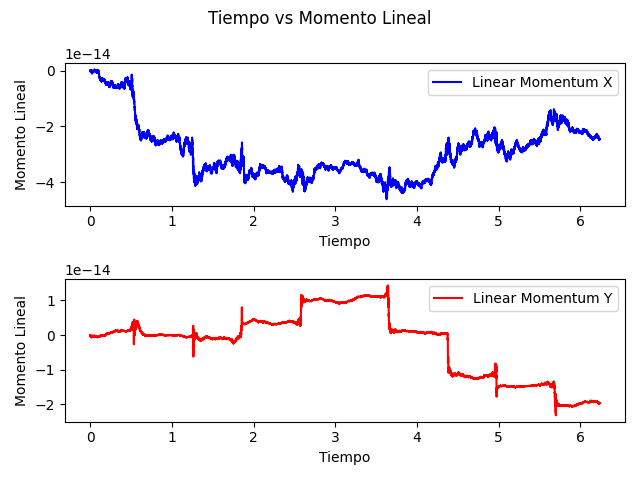 Tiempo vs Momento Lineal
1e−14
Linear Momentum X
Momento Lineal
0
−2
−4
0 1 2 3 4 5 6
Tiempo
1e−14
Linear Momentum Y
Momento Lineal
1
0
−1
−2
0 1 2 3 4 5 6
Tiempo